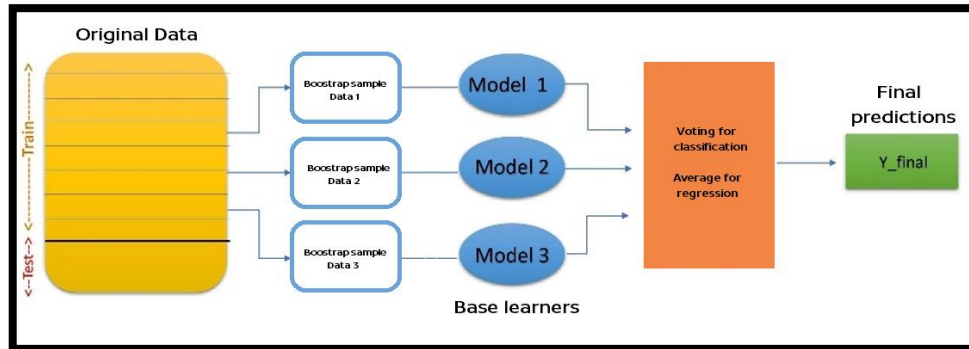 Original Data
<-------Train------->
<--Test-->
Boostrap sample
Data 1
Boostrap sample
Data 2
Boostrap sample
Data 3
Model 1
Model 2
Model 3
Base learners
Voting for
classification
Average for
regression
Final
predictions
Y_final